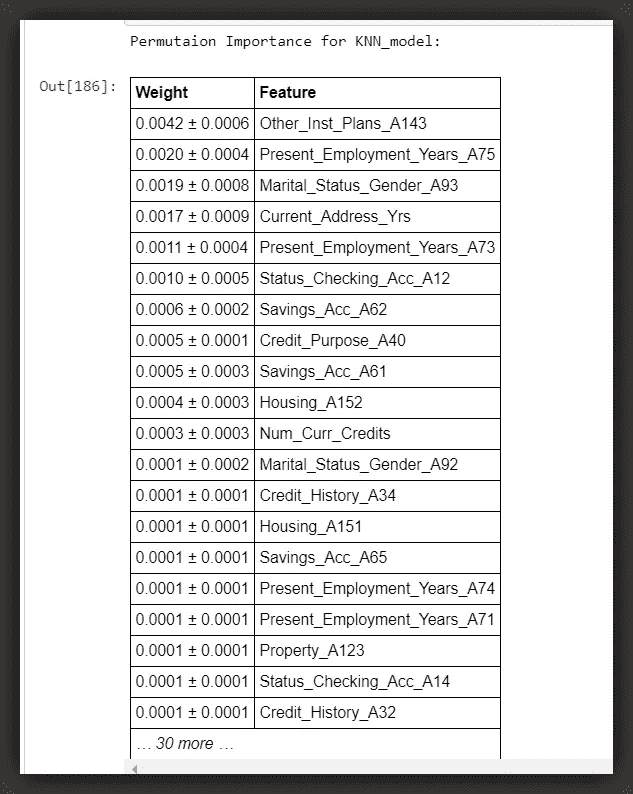 Permutaion Importance for KNN_model:
Out[186]:
Weight Feature
0.0042 ± 0.0006 Other_Inst_Plans_A143
0.0020 ± 0.0004 Present_Employment_Years_A75
0.0019 ± 0.0008 Marital_Status_Gender_A93
0.0017 ± 0.0009 Current_Address_Yrs
0.0011 ± 0.0004 Present_Employment_Years_A73
0.0010 ± 0.0005 Status_Checking_Acc_A12
0.0006 ± 0.0002 Savings_Acc_A62
0.0005 ± 0.0001 Credit_Purpose_A40
0.0005 ± 0.0003 Savings_Acc_A61
0.0004 ± 0.0003 Housing_A152
0.0003 ± 0.0003 Num_Curr_Credits
0.0001 ± 0.0002 Marital_Status_Gender_A92
0.0001 ± 0.0001 Credit_History_A34
0.0001 ± 0.0001 Housing_A151
0.0001 ± 0.0001 Savings_Acc_A65
0.0001 ± 0.0001 Present_Employment_Years_A74
0.0001 ± 0.0001 Present_Employment_Years_A71
0.0001 ± 0.0001 Property_A123
0.0001 ± 0.0001 Status_Checking_Acc_A14
0.0001 ± 0.0001 Credit_History_A32
… 30 more …